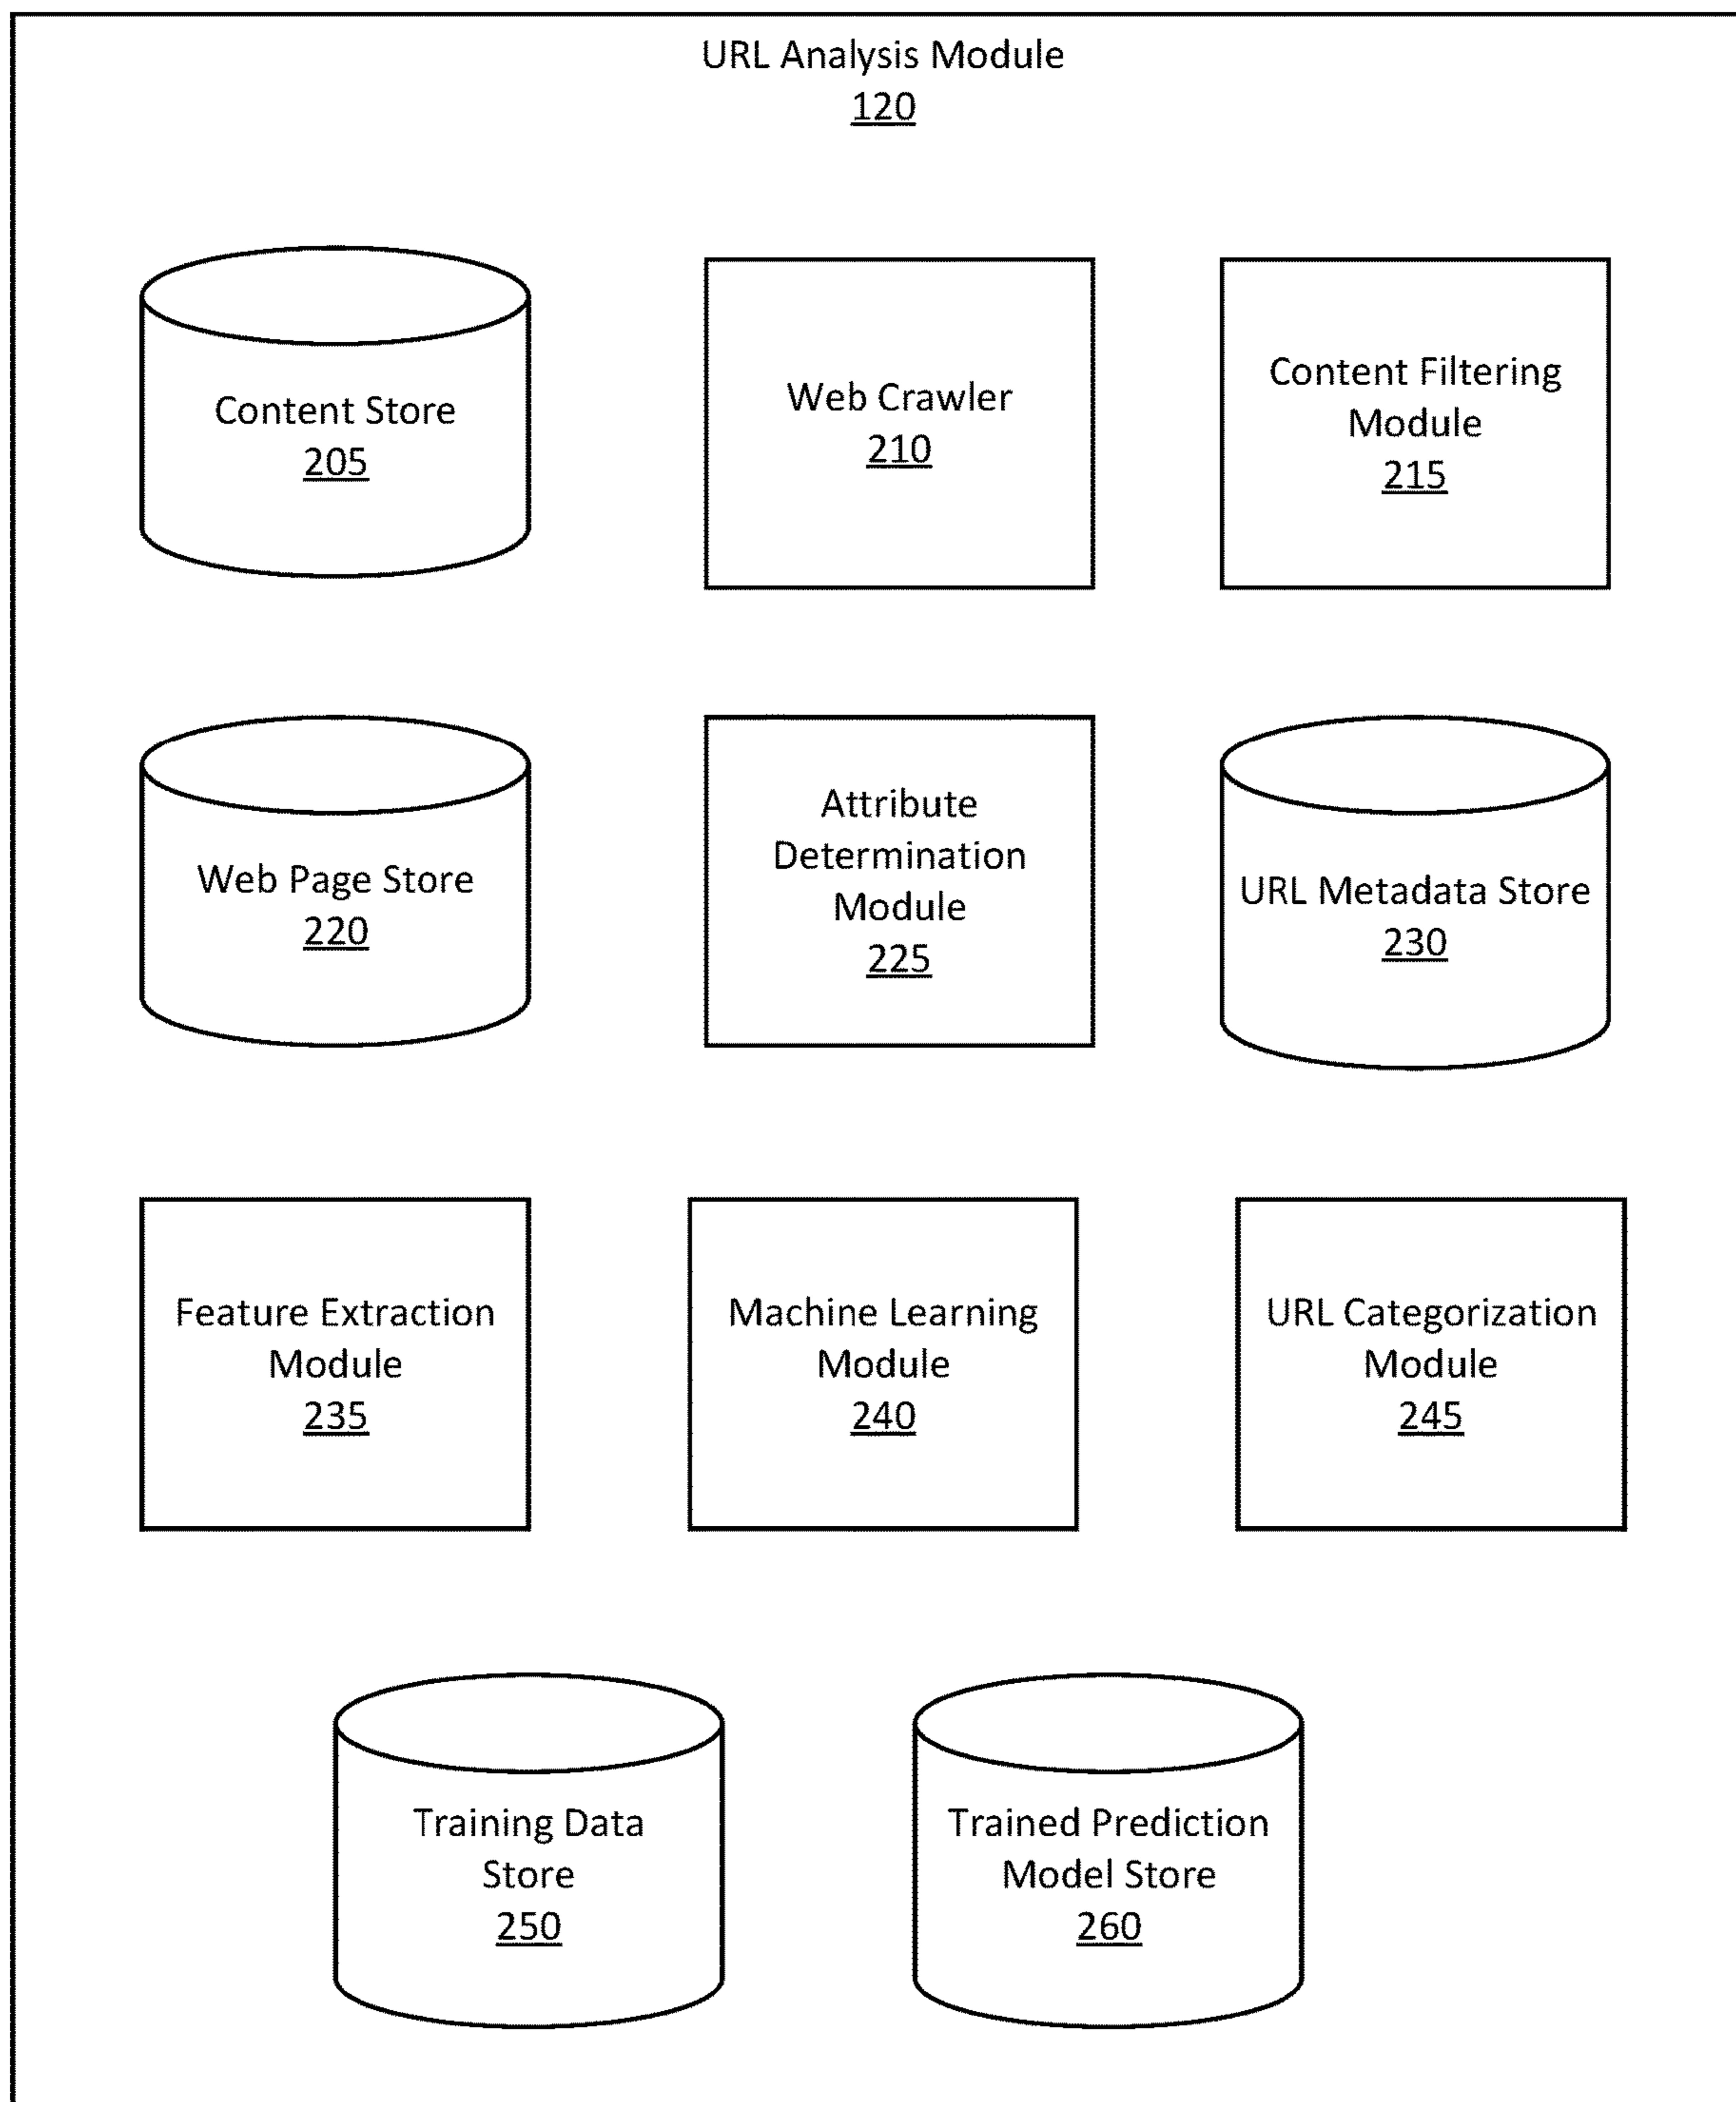 URL Analysis Module
120
Content Store
205
Web Crawler
210
Content Filtering
Module
215
Web Page Store
220
Attribute
Determination
Module
225
URL Metadata Store
230
Feature Extraction
Module
235
Machine Learning
Module
240
URL Categorization
Module
245
Training Data
Store
250
Trained Prediction
Model Store
260